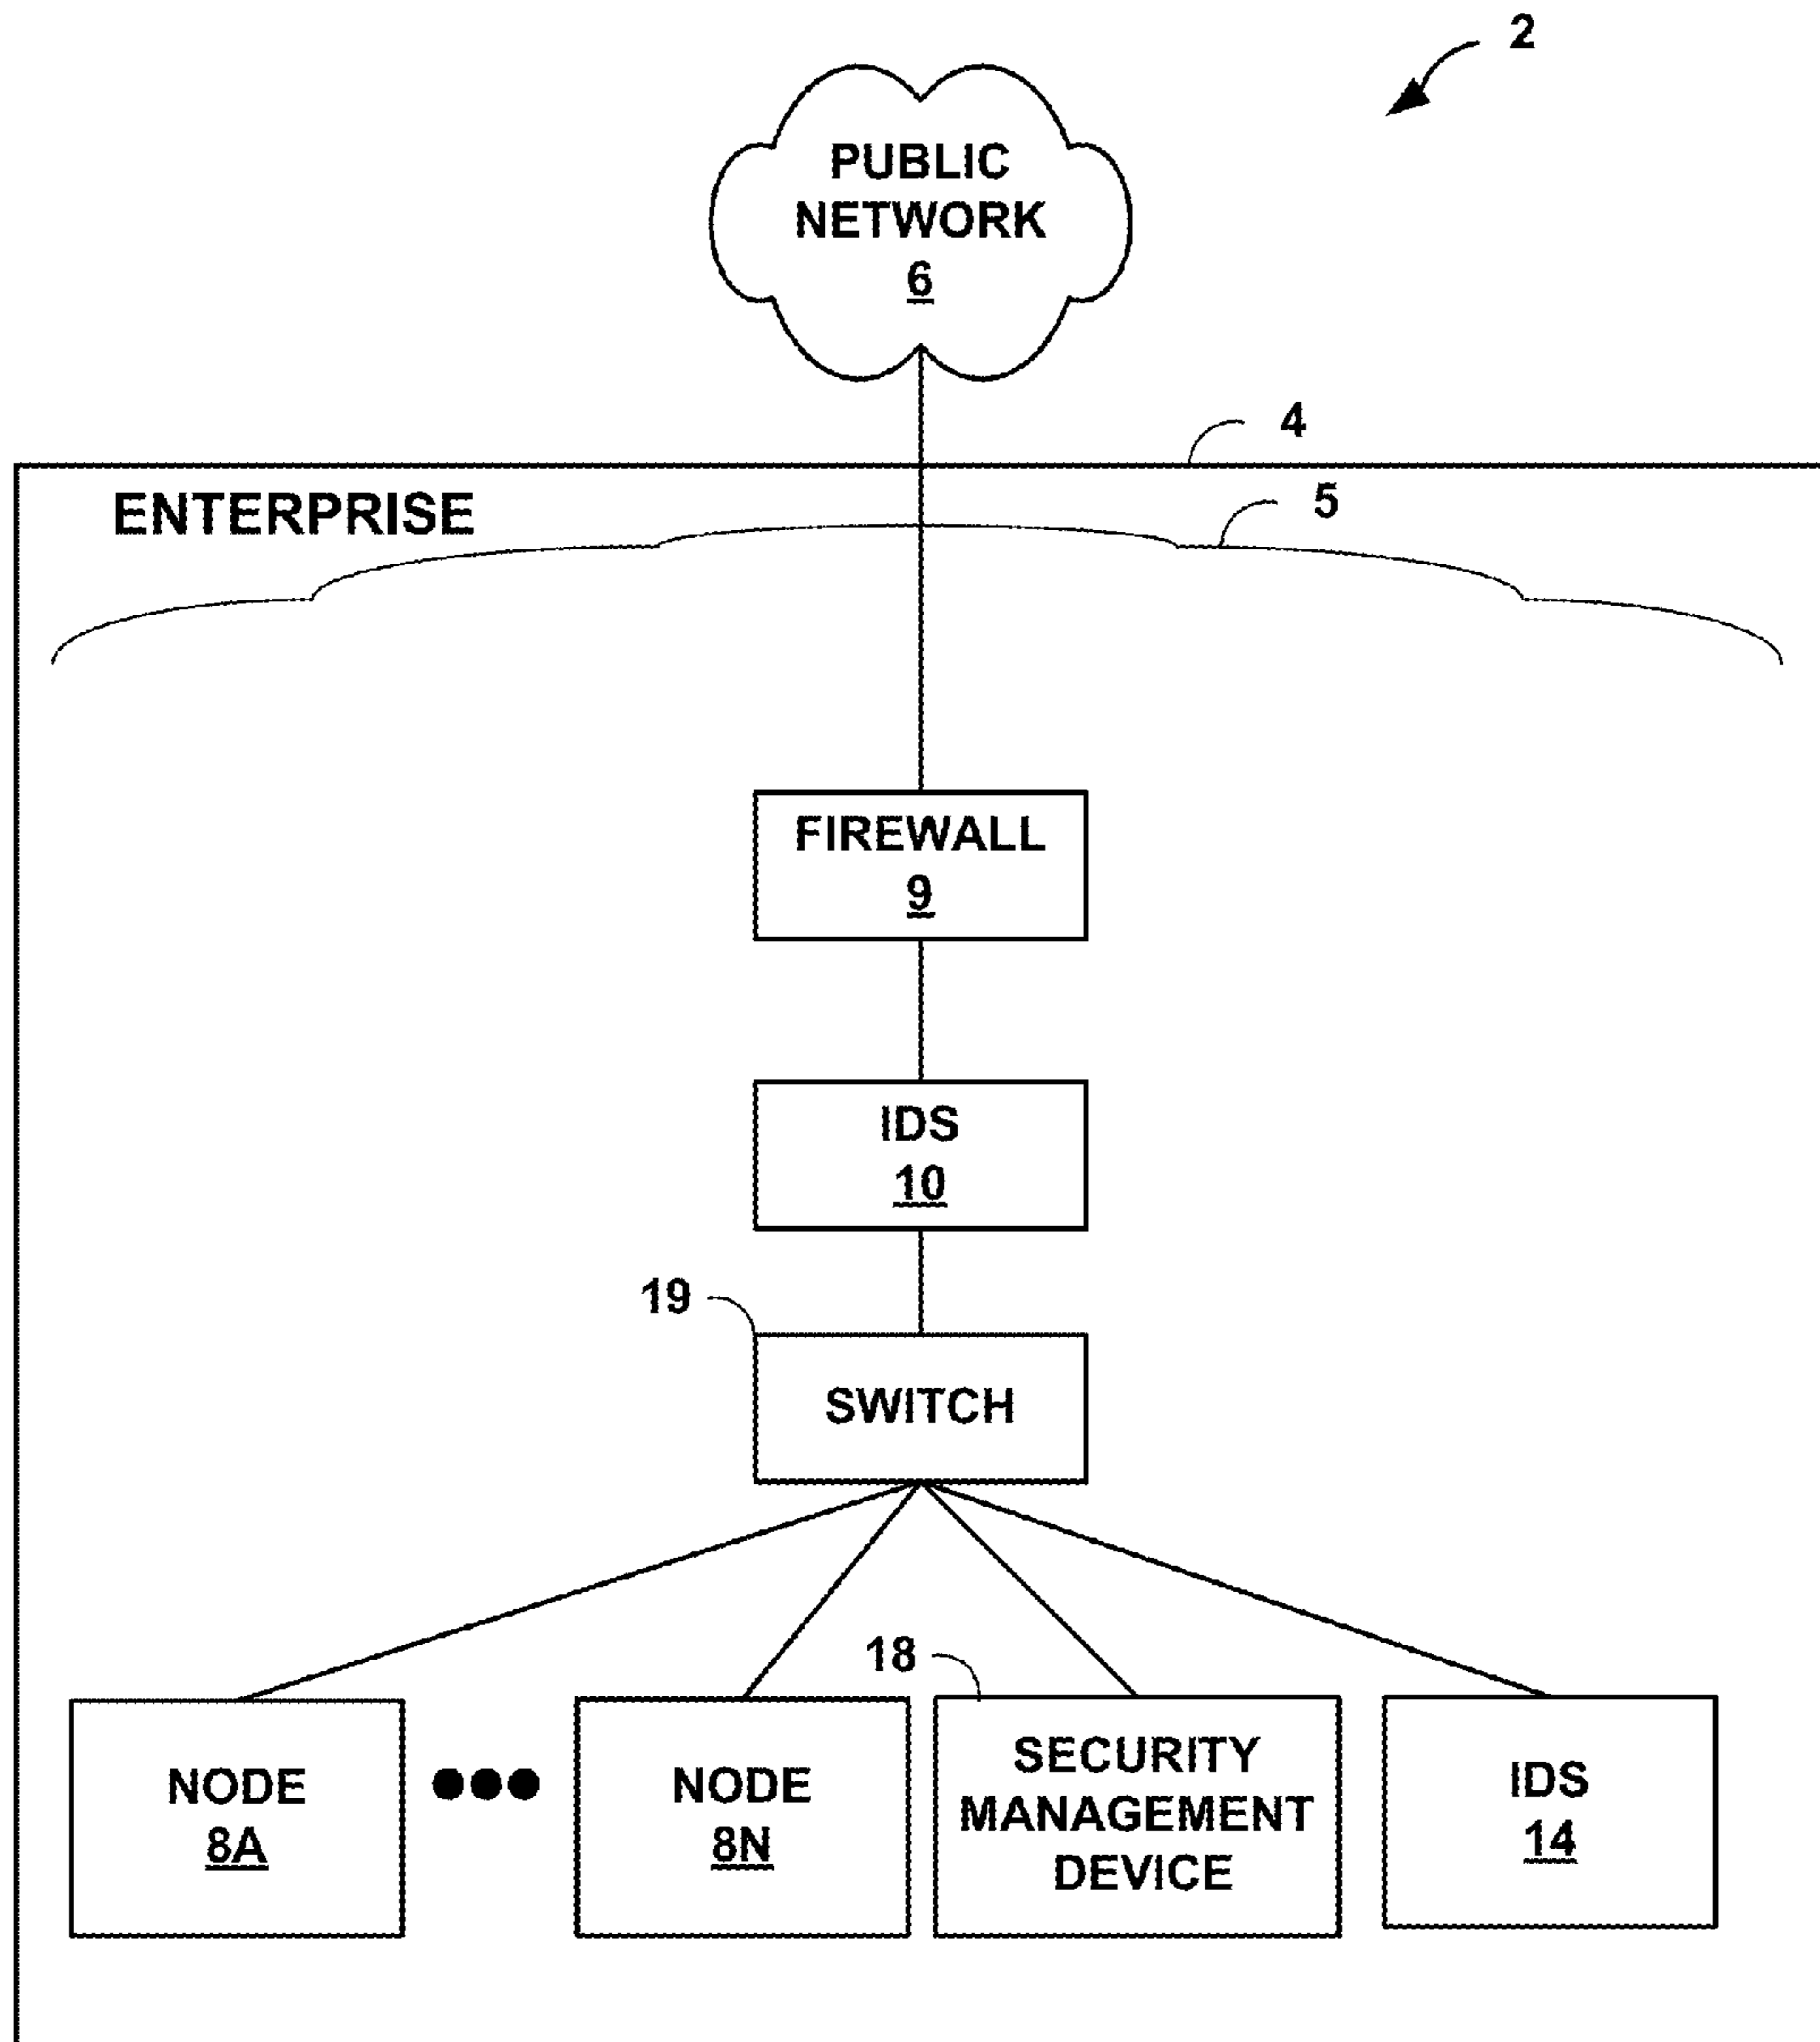 2
PUBLIC
NETWORK
6
4
ENTERPRISE
5
FIREWALL
9
IDS
10
19
SWITCH
18
NODE
8A
NODE
8N
SECURITY
MANAGEMENT
DEVICE
IDS
14